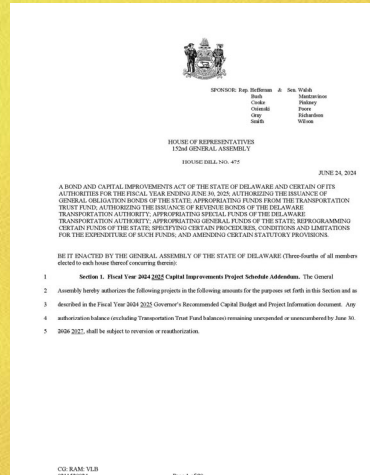 SPONSOR: Rep. Heffernan & Sen. Walsh
Bush Mantzavinos
Cooke Pinkney
Osienski Poore
Gray Richardson
Smith Wilson
HOUSE OF REPRESENTATIVES
152nd GENERAL ASSEMBLY
HOUSE BILL NO. 475
JUNE 24, 2024
A BOND AND CAPITAL IMPROVEMENTS ACT OF THE STATE OF DELAWARE AND CERTAIN OF ITS
AUTHORITIES FOR THE FISCAL YEAR ENDING JUNE 30, 2025; AUTHORIZING THE ISSUANCE OF
GENERAL OBLIGATION BONDS OF THE STATE; APPROPRIATING FUNDS FROM THE TRANSPORTATION
TRUST FUND; AUTHORIZING THE ISSUANCE OF REVENUE BONDS OF THE DELAWARE
TRANSPORTATION AUTHORITY; APPROPRIATING SPECIAL FUNDS OF THE DELAWARE
TRANSPORTATION AUTHORITY; APPROPRIATING GENERAL FUNDS OF THE STATE; REPROGRAMMING
CERTAIN FUNDS OF THE STATE; SPECIFYING CERTAIN PROCEDURES, CONDITIONS AND LIMITATIONS
FOR THE EXPENDITURE OF SUCH FUNDS; AND AMENDING CERTAIN STATUTORY PROVISIONS.
BE IT ENACTED BY THE GENERAL ASSEMBLY OF THE STATE OF DELAWARE (Three-fourths of all members
elected to each house thereof concurring therein):
1 Section 1. Fiscal Year 2024 2025 Capital Improvements Project Schedule Addendum. The General
2 Assembly hereby authorizes the following projects in the following amounts for the purposes set forth in this Section and as
3 described in the Fiscal Year 2024 2025 Governor's Recommended Capital Budget and Project Information document. Any
4 authorization balance (excluding Transportation Trust Fund balances) remaining unexpended or unencumbered by June 30,
5 2026 2027, shall be subject to reversion or reauthorization.
CG: RAM: VLB